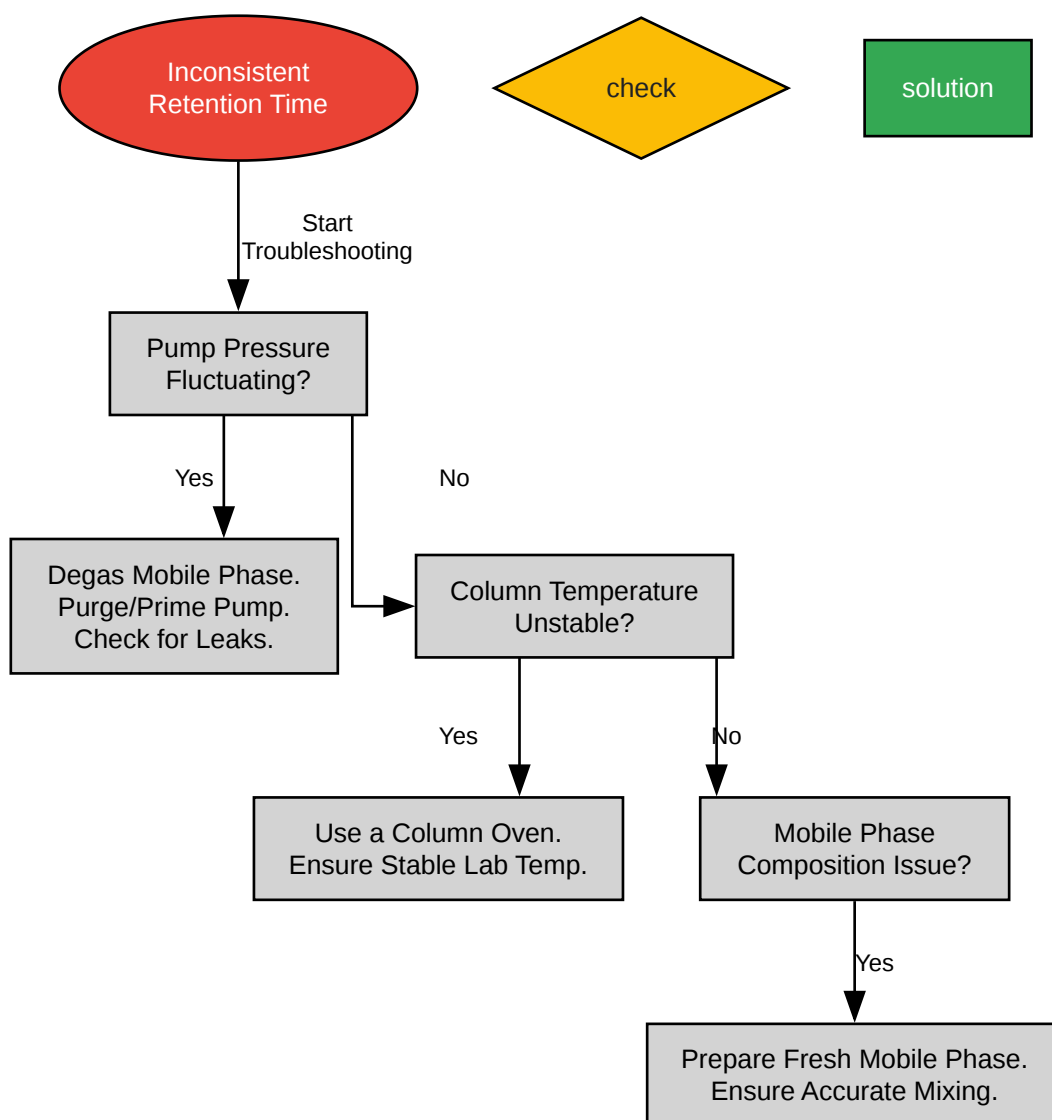 Inconsistent
Retention Time
check
solution
Start
Troubleshooting
Pump Pressure
Fluctuating?
Yes
No
Degas Mobile Phase.
Purge/Prime Pump.
Check for Leaks.
Column Temperature
Unstable?
Yes
No
Use a Column Oven.
Ensure Stable Lab Temp.
Mobile Phase
Composition Issue?
Yes
Prepare Fresh Mobile Phase.
Ensure Accurate Mixing.